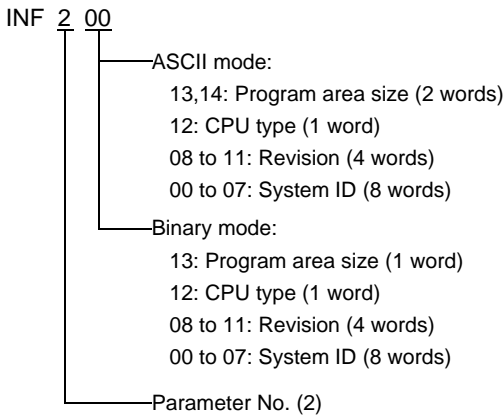 INF 2 00
ASCII mode:
13,14: Program area size (2 words)
12: CPU type (1 word)
08 to 11: Revision (4 words)
00 to 07: System ID (8 words)
Binary mode:
13: Program area size (1 word)
12: CPU type (1 word)
08 to 11: Revision (4 words)
00 to 07: System ID (8 words)
Parameter No. (2)